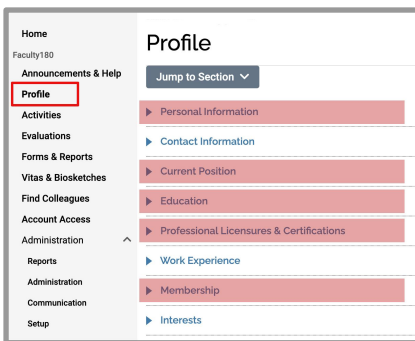 Home
Faculty180
Announcements & Help
Profile
Activities
Evaluations
Forms & Reports
Vitas & Biosketches
Find Colleagues
Account Access
Administration
Reports
Administration
Communication
Setup
Profile
Jump to Section
Personal Information
Contact Information
Current Position
Education
Professional Licensures & Certifications
Work Experience
Membership
Interests